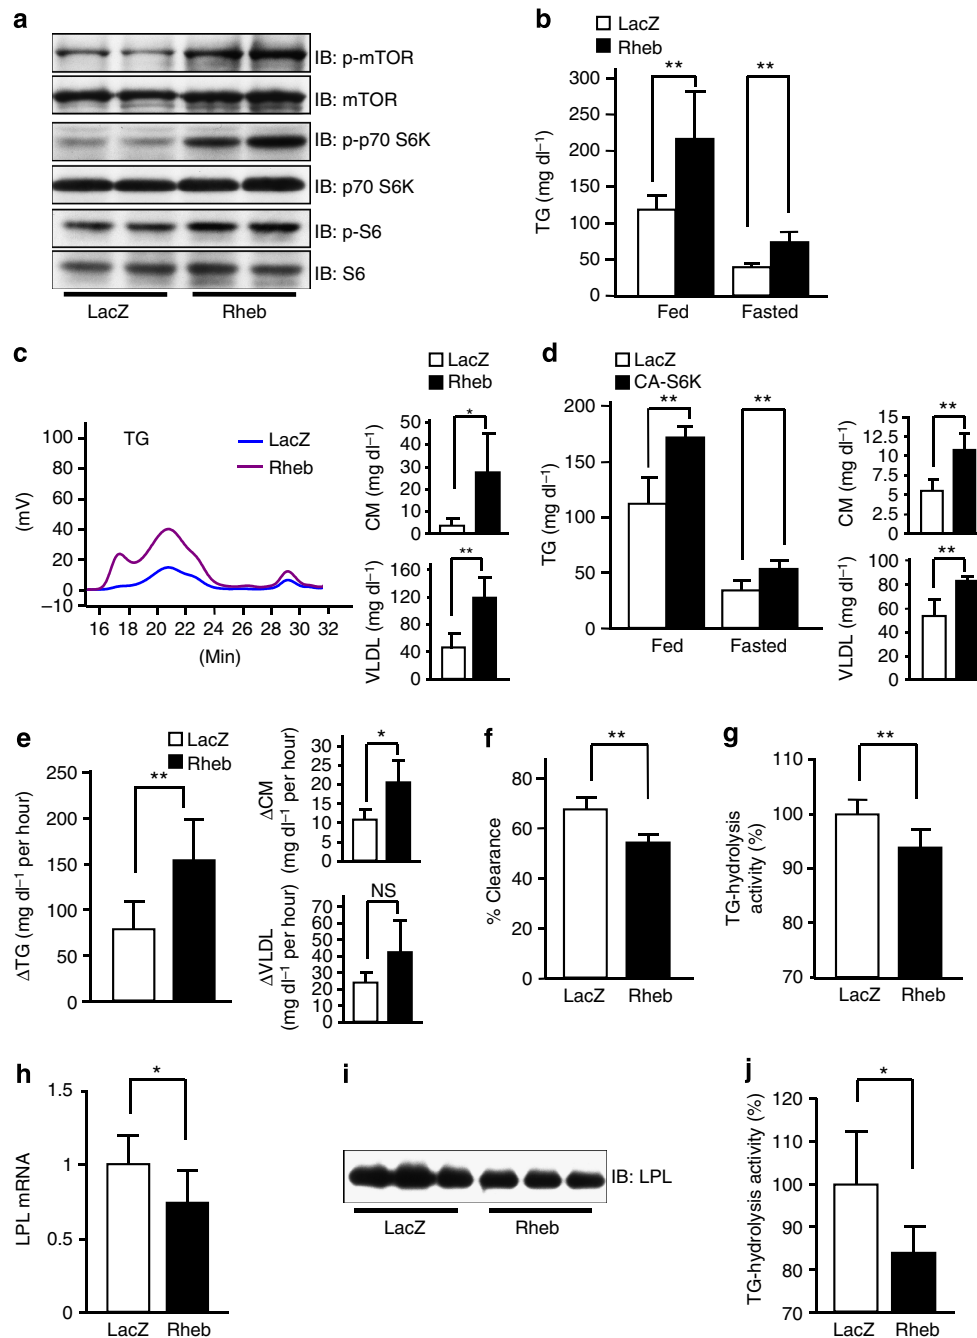 a
IB: p-mTOR
IB: mTOR
IB: p-p70 S6K
IB: p70 S6K
IB: p-S6
IB: S6
LacZ
Rheb
b
LacZ
Rheb
**
**
300
250
200
150
100
50
0
TG (mg dl⁻¹)
Fed
Fasted
c
TG
LacZ
Rheb
100
80
60
40
20
0
−10
(mV)
16 18 20 22 24 26 28 30 32
(Min)
LacZ
Rheb
*
50
40
30
20
10
0
CM (mg dl⁻¹)
**
160
120
80
40
0
VLDL (mg dl⁻¹)
d
LacZ
CA-S6K
**
**
200
150
100
50
0
TG (mg dl⁻¹)
Fed
Fasted
**
15
12.5
10
7.5
5
2.5
0
CM (mg dl⁻¹)
**
100
80
60
40
20
0
VLDL (mg dl⁻¹)
e
LacZ
Rheb
**
250
200
150
100
50
0
ΔTG (mg dl⁻¹ per hour)
*
30
25
20
15
10
5
0
ΔCM
(mg dl⁻¹ per hour)
NS
70
60
50
40
30
20
10
0
ΔVLDL
(mg dl⁻¹ per hour)
f
**
80
60
40
20
0
% Clearance
LacZ
Rheb
g
**
110
100
90
80
70
TG-hydrolysis
activity (%)
LacZ
Rheb
h
*
1.5
1
0.5
0
LPL mRNA
LacZ
Rheb
i
IB: LPL
LacZ
Rheb
j
*
120
110
100
90
80
70
TG-hydrolysis activity (%)
LacZ
Rheb